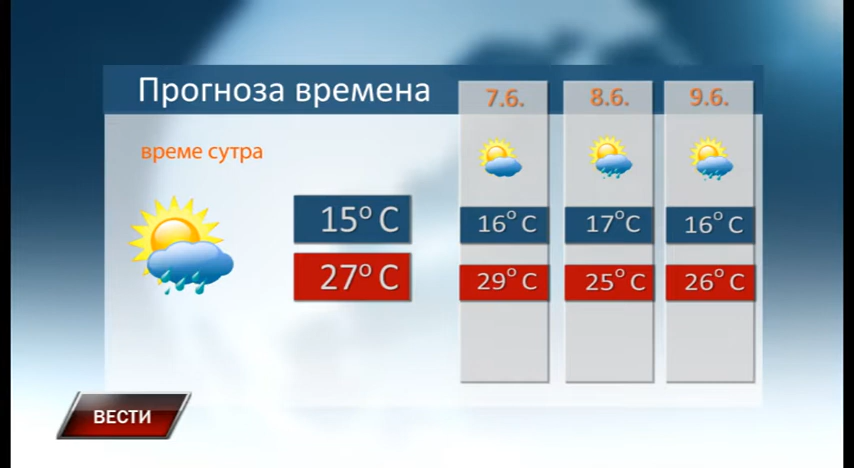 Прогноза времена
време сутра
15° C
27° C
7.6.
16° C
29° C
8.6.
17°C
25° C
9.6.
16° C
26° C
ВЕСТИ